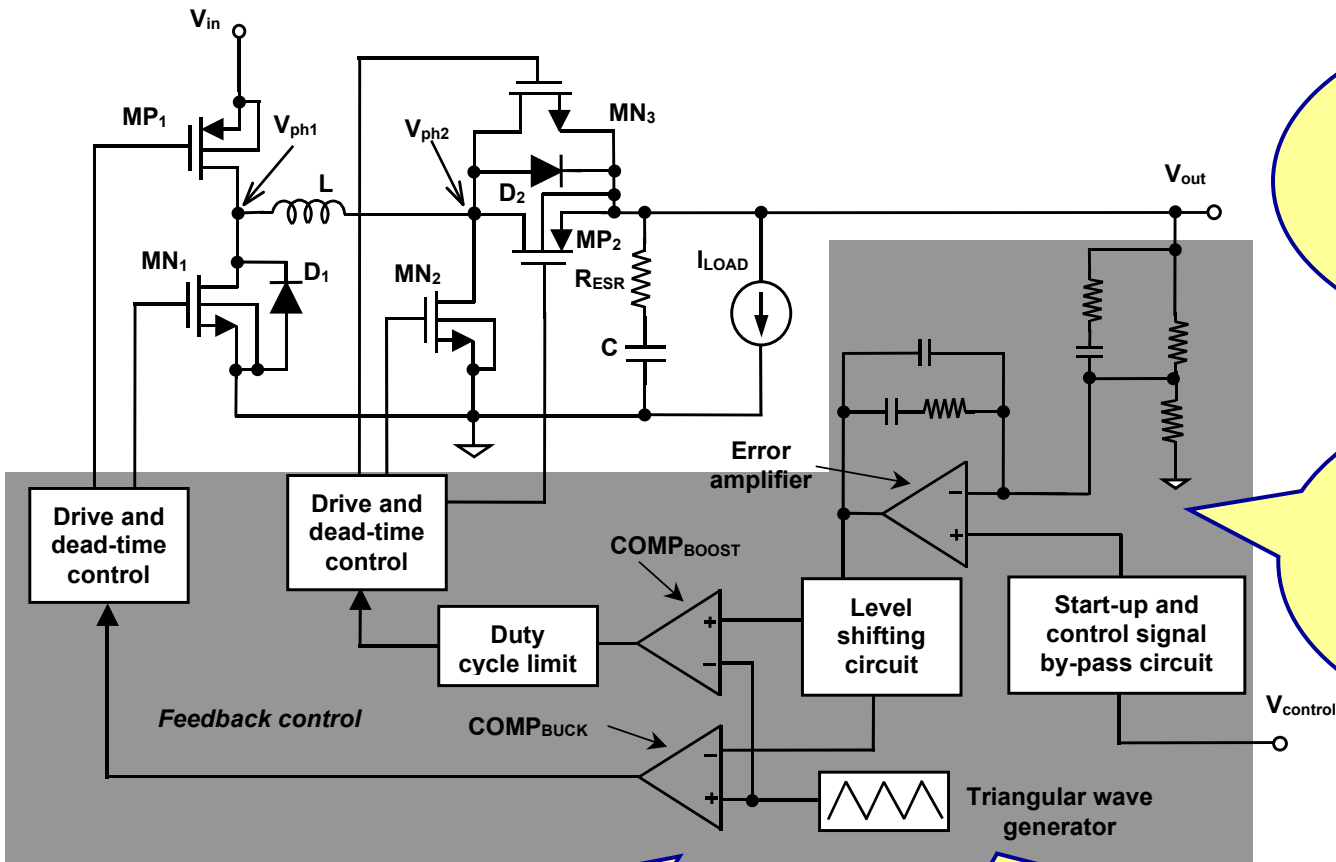 Vin
MP1
Vph1
L
MN1
D1
Vph2
MN3
D2
MP2
MN2
RESR
C
ILOAD
Vout
Error
amplifier
Drive and
dead-time
control
Drive and
dead-time
control
COMPBOOST
Duty
cycle limit
Level
shifting
circuit
Start-up and
control signal
by-pass circuit
Vcontrol
Feedback control
COMPBUCK
Triangular wave
generator